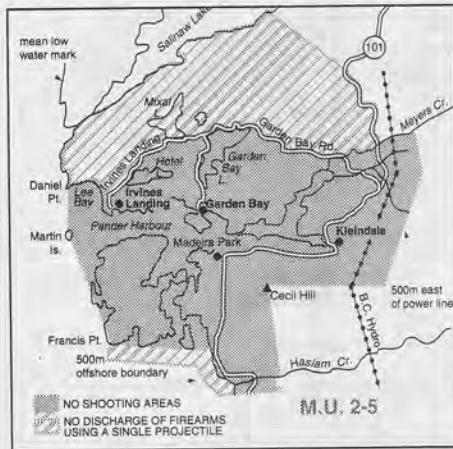 mean low
water mark
Sallnaw Lake
101
Mixal
Meyers Cr.
Irvines Landing
Garden Bay Rd.
Hotel
Garden
Bay
L.
Daniel
Pt.
Lee
Bay
Irvines
Landing
Garden Bay
Pander Harbour
Kleindale
Martin
Is.
Madeira Park
500m east
of power line
Cecil Hill
B.C. Hydro
Francis Pt.
500m
offshore boundary
Haslam Cr.
M.U. 2-5
NO SHOOTING AREAS
NO DISCHARGE OF FIREARMS
USING A SINGLE PROJECTILE